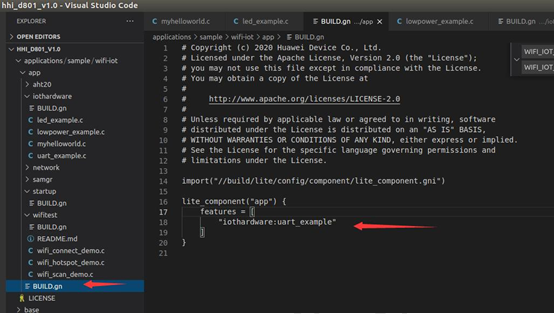 hhi_d801_v1.0 - Visual Studio Code
EXPLORER
OPEN EDITORS
HHI_D801_V1.0
applications / sample / wifi-iot
app
aht20
iothardware
BUILD.gn
led_example.c
lowpower_example.c
myhelloworld.c
uart_example.c
network
samgr
startup
BUILD.gn
wifitest
BUILD.gn
README.md
wifi_connect_demo.c
wifi_hotspot_demo.c
wifi_scan_demo.c
BUILD.gn
LICENSE
base
myhelloworld.c
led_example.c
BUILD.gn .../app
lowpower_example.c
BUILD.gn
applications > sample > wifi-iot > app > BUILD.gn
WIFI_IOT_
WIFI_IOT_
1 # Copyright (c) 2020 Huawei Device Co., Ltd.
2 # Licensed under the Apache License, Version 2.0 (the "License");
3 # you may not use this file except in compliance with the License.
4 # You may obtain a copy of the License at
5 #
6 # http://www.apache.org/licenses/LICENSE-2.0
7 #
8 # Unless required by applicable law or agreed to in writing, software
9 # distributed under the License is distributed on an "AS IS" BASIS,
10 # WITHOUT WARRANTIES OR CONDITIONS OF ANY KIND, either express or implied.
11 # See the License for the specific language governing permissions and
12 # limitations under the License.
13
14 import("//build/lite/config/component/lite_component.gni")
15
16 lite_component("app") {
17 features = [
18 "iothardware:uart_example"
19 ]
20 }
21